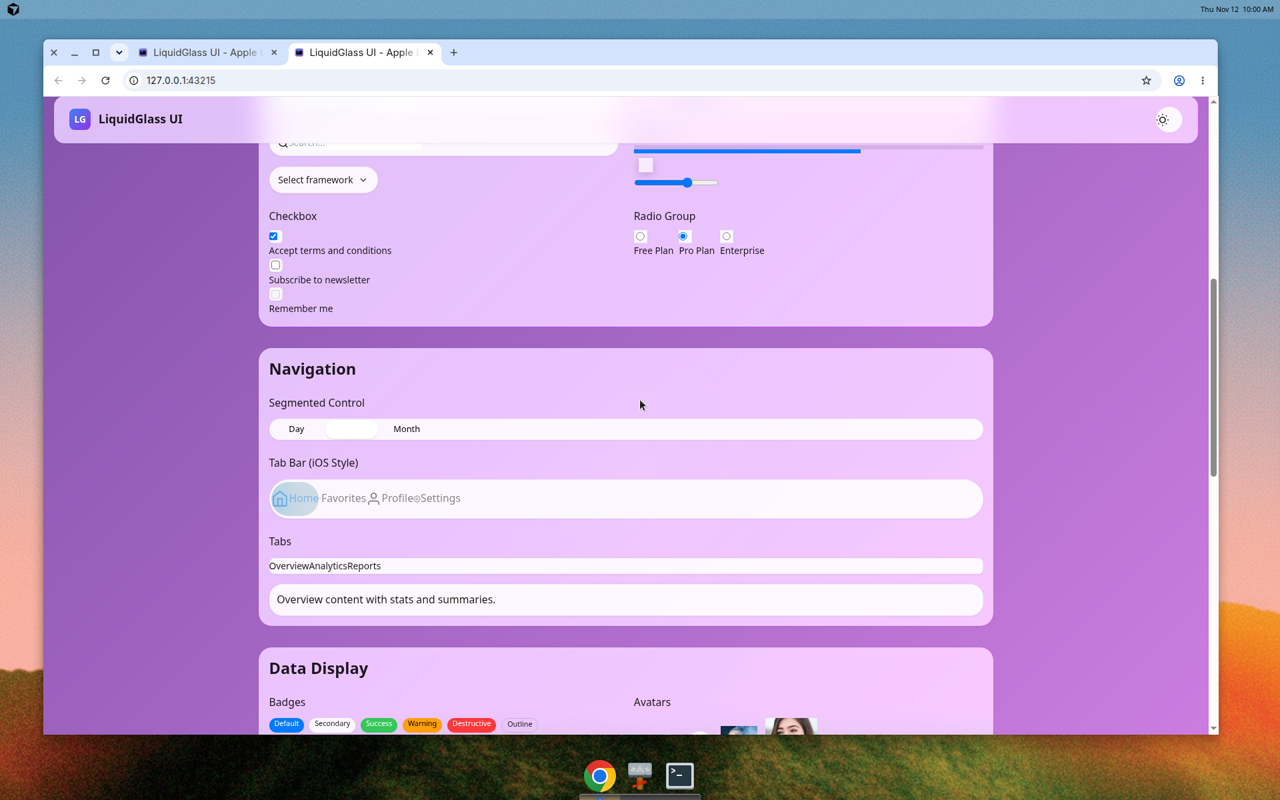 Thu Nov 12 10:00 AM
LiquidGlass UI - Apple
LiquidGlass UI - Apple
127.0.0.1:43215
LG LiquidGlass UI
Search...
Select framework
Checkbox
Accept terms and conditions
Subscribe to newsletter
Remember me
Radio Group
Free Plan Pro Plan Enterprise
Navigation
Segmented Control
Day Month
Tab Bar (iOS Style)
Home Favorites Profile Settings
Tabs
OverviewAnalyticsReports
Overview content with stats and summaries.
Data Display
Badges
Default Secondary Success Warning Destructive Outline
Avatars